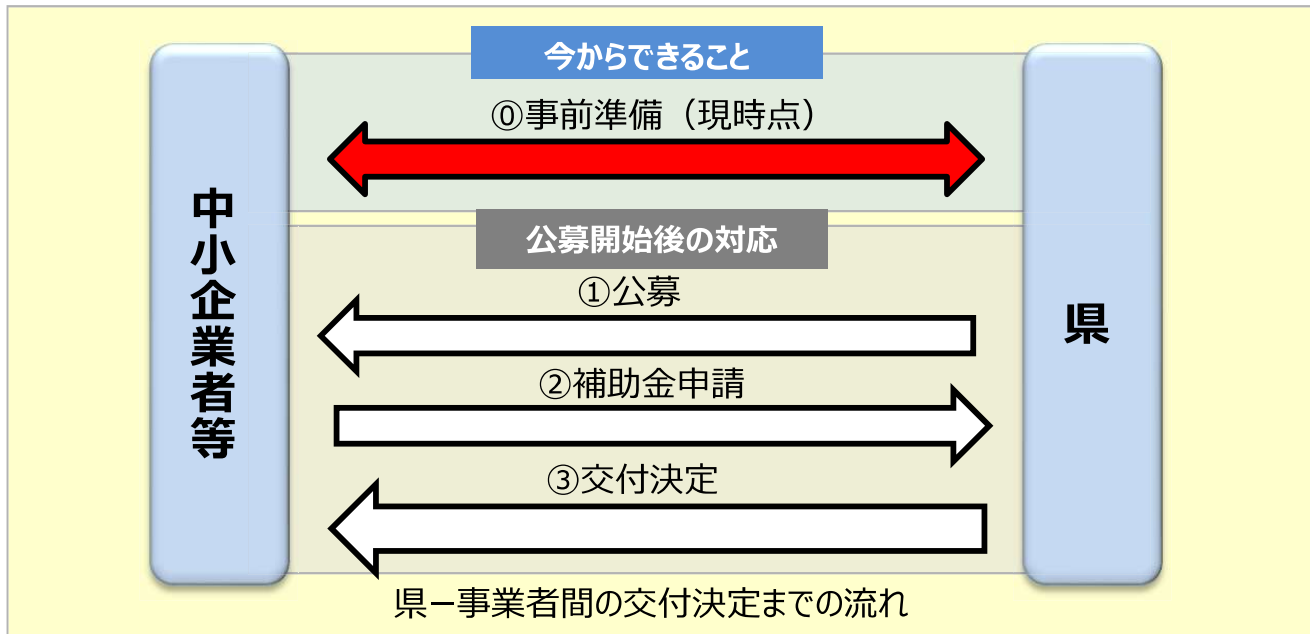 今からできること
⓪事前準備（現時点）
中小企業者等
県
公募開始後の対応
①公募
②補助金申請
③交付決定
県ー事業者間の交付決定までの流れ